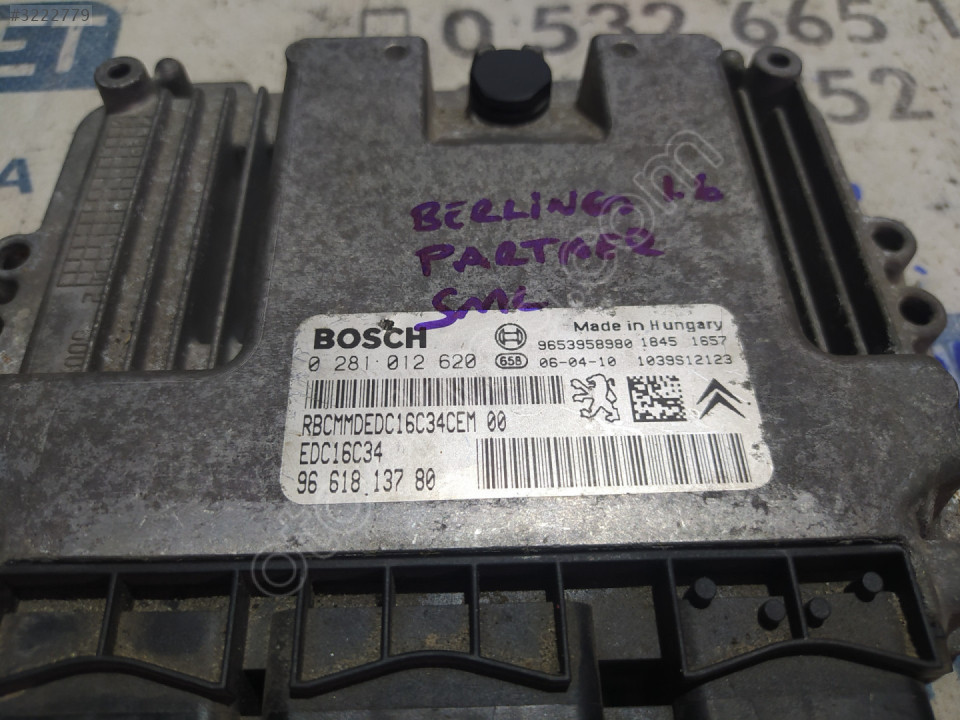 #3222779
0 532 665
52
BERLINGO 1.6
PARTNER
BOSCH
Made in Hungary
9653958980 1845 1657
0 281 012 620
65B
06-04-10 1039S12123
RBCMMDEDC16C34CEM 00
EDC16C34
96 618 137 80